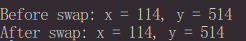 Before swap: x = 114, y = 514
After swap: x = 114, y = 514